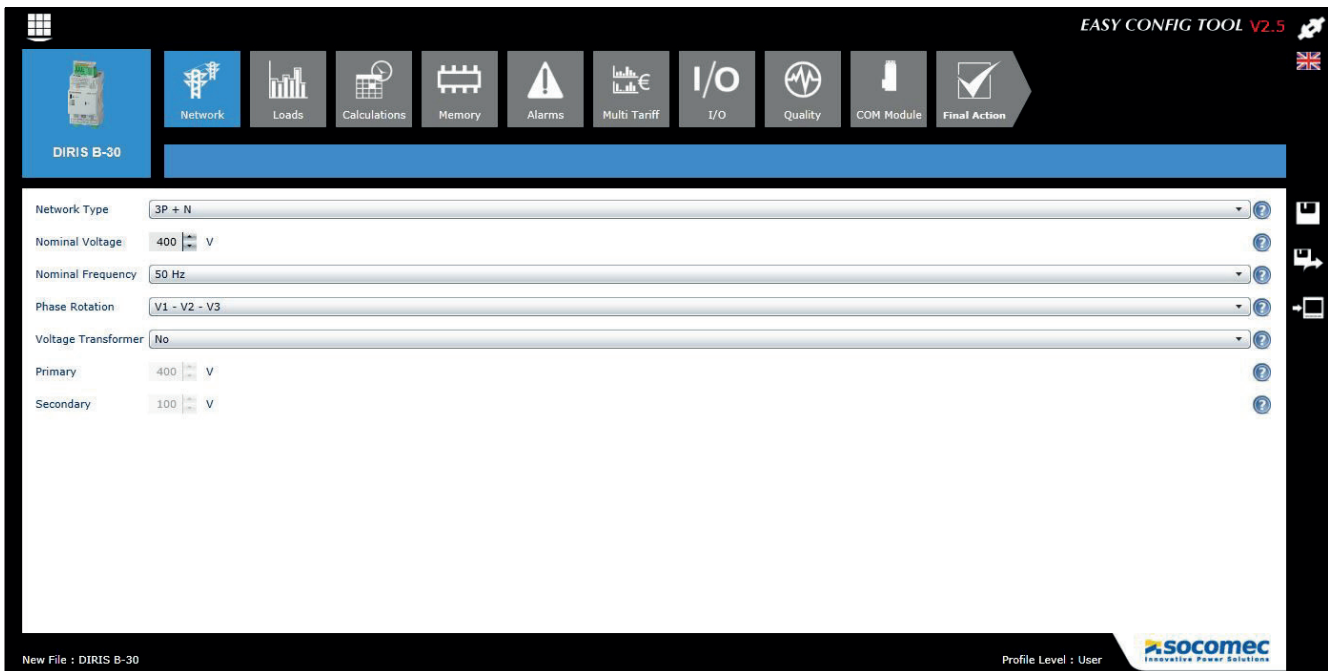 EASY CONFIG TOOL V2.5
Network
Loads
Calculations
Memory
Alarms
€
Multi Tariff
I/O
I/O
Quality
COM Module
Final Action
DIRIS B-30
Network Type 3P + N ?
Nominal Voltage 400 V ?
Nominal Frequency 50 Hz ?
Phase Rotation V1 - V2 - V3 ?
Voltage Transformer No ?
Primary 400 V ?
Secondary 100 V ?
New File : DIRIS B-30
Profile Level : User
socomec
Innovative Power Solutions